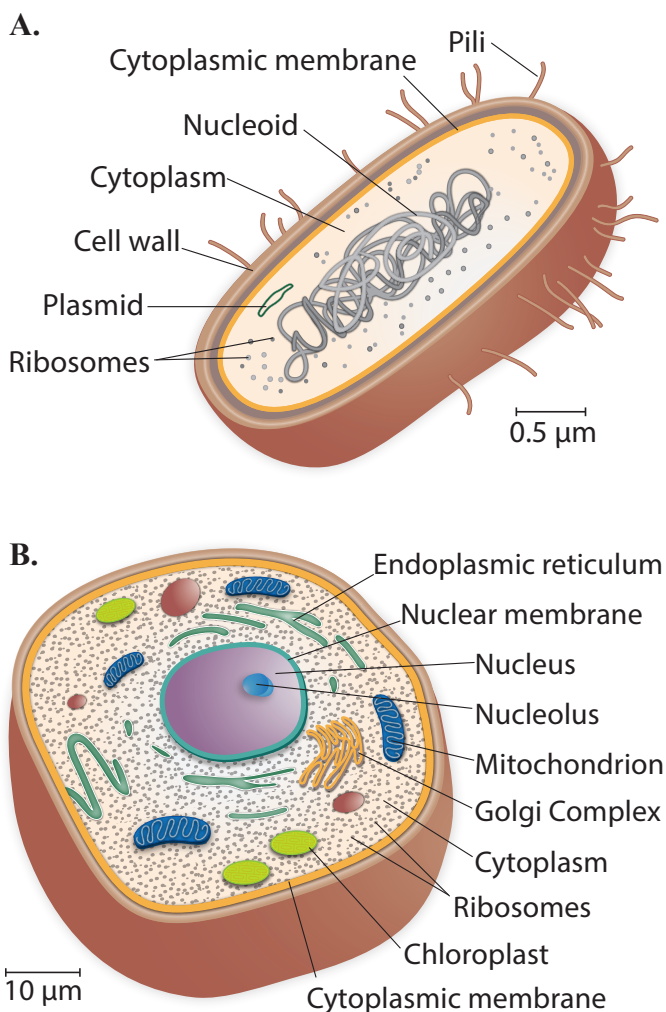 A.
Pili
Cytoplasmic membrane
Nucleoid
Cytoplasm
Cell wall
Plasmid
Ribosomes
0.5 μm
B.
Endoplasmic reticulum
Nuclear membrane
Nucleus
Nucleolus
Mitochondrion
Golgi Complex
Cytoplasm
Ribosomes
Chloroplast
10 μm
Cytoplasmic membrane